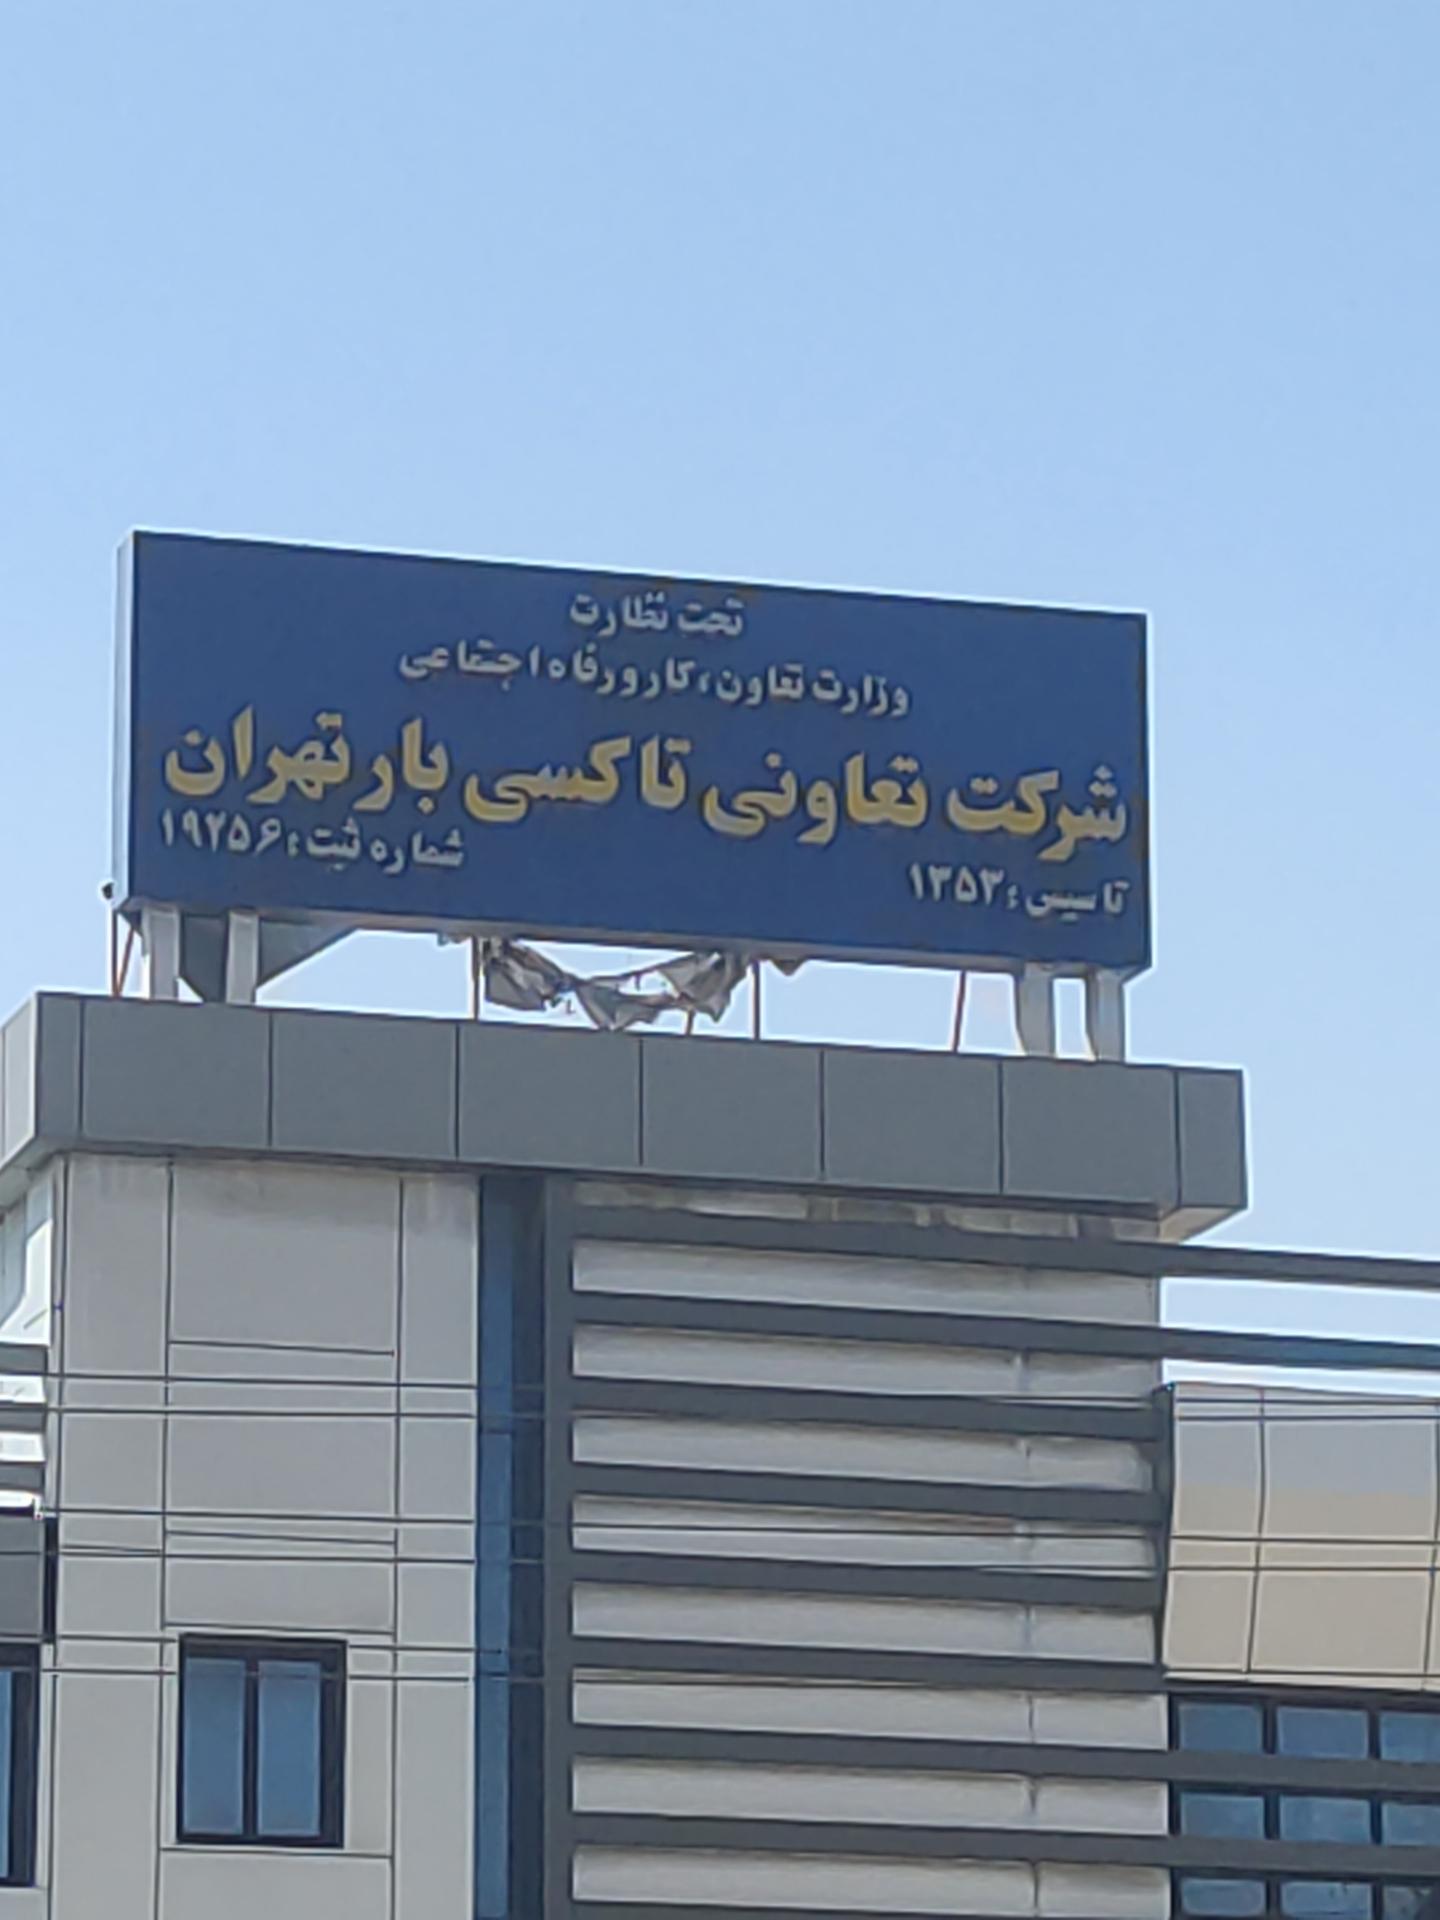 تحت نظارت
وزارت تعاون، کار و رفاه اجتماعی
شرکت تعاونی تاکسی بار تهران
تاسیس: ۱۳۵۳ شماره ثبت: ۱۹۲۵۶